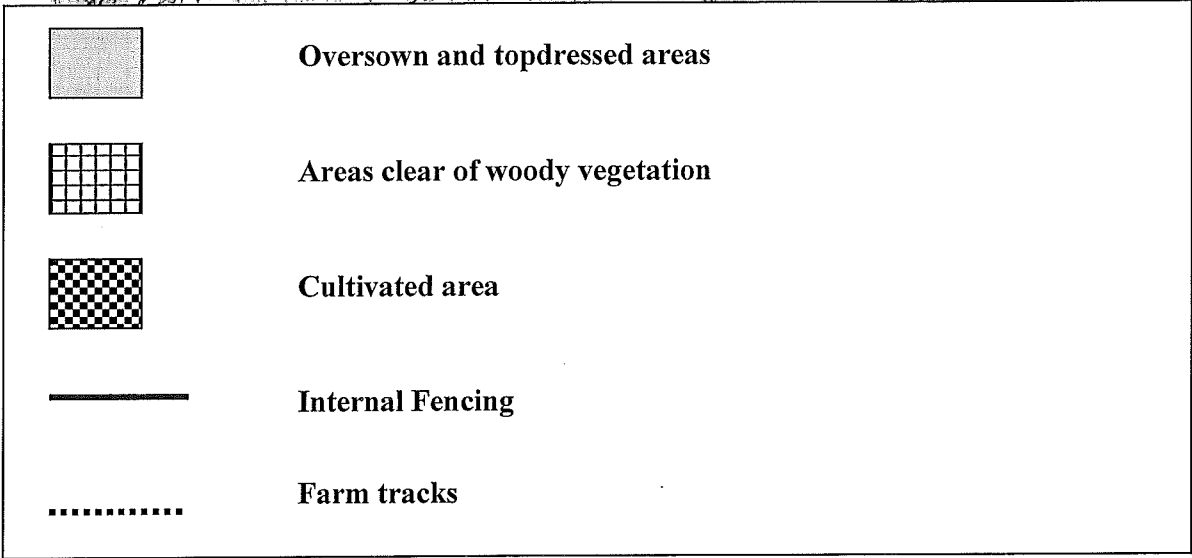 Oversown and topdressed areas
Areas clear of woody vegetation
Cultivated area
Internal Fencing
Farm tracks